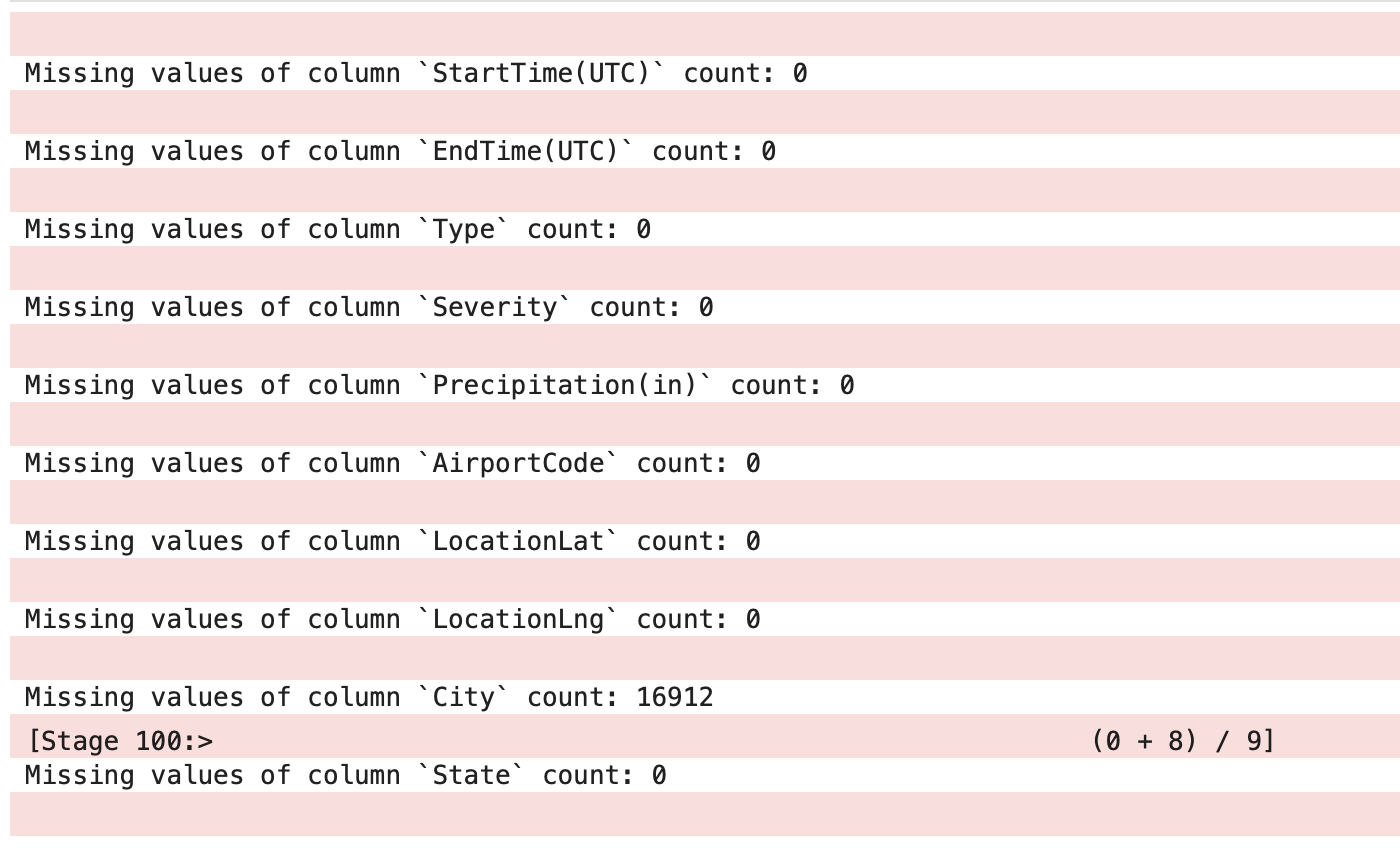 Missing values of column `StartTime(UTC)` count: 0
Missing values of column `EndTime(UTC)` count: 0
Missing values of column `Type` count: 0
Missing values of column `Severity` count: 0
Missing values of column `Precipitation(in)` count: 0
Missing values of column `AirportCode` count: 0
Missing values of column `LocationLat` count: 0
Missing values of column `LocationLng` count: 0
Missing values of column `City` count: 16912
[Stage 100:> (0 + 8) / 9]
Missing values of column `State` count: 0